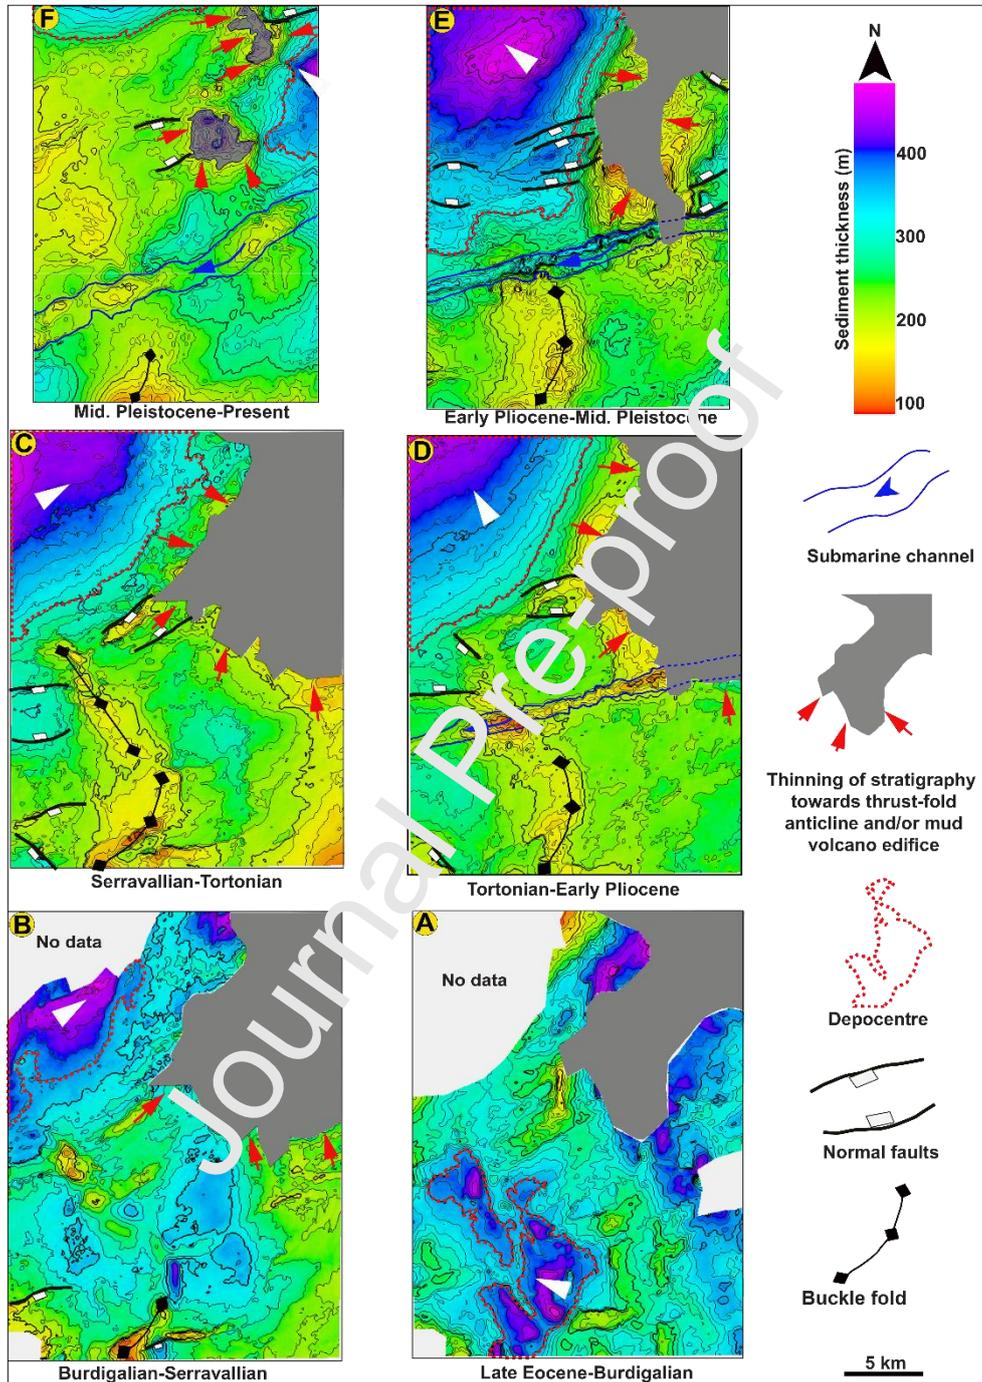 F
E
N
Sediment thickness (m)
400
300
200
100
Mid. Pleistocene-Present
Early Pliocene-Mid. Pleistocene
C
D
Submarine channel
Thinning of stratigraphy
towards thrust-fold
anticline and/or mud
volcano edifice
Serravallian-Tortonian
Tortonian-Early Pliocene
B
No data
A
No data
Depocentre
Normal faults
Buckle fold
Burdigalian-Serravallian
Late Eocene-Burdigalian
5 km
Journal Pre-proof